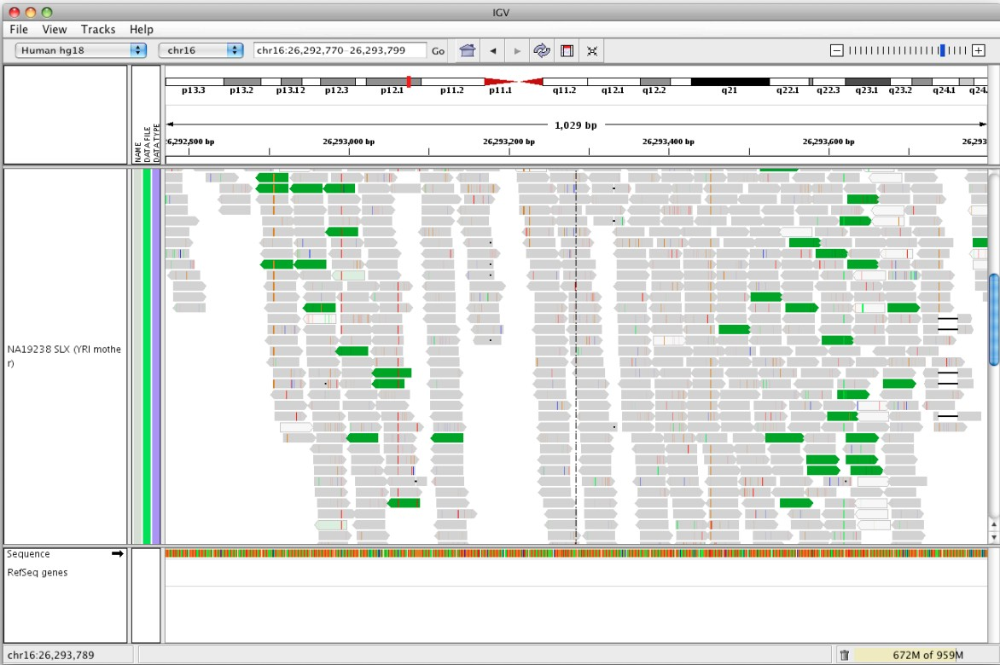 IGV
File View Tracks Help
Human hg18 chr16 chr16:26,292,770-26,293,799 Go
p13.3 p13.2 p13.12 p12.3 p12.1 p11.2 p11.1 q11.2 q12.1 q12.2 q21 q22.1 q22.3 q23.1 q23.2 q24.1 q24.
1,029 bp
NAME
DATA FILE
DATA TYPE
26,292,800 bp 26,293,000 bp 26,293,200 bp 26,293,400 bp 26,293,600 bp 26,293
NA19238 SLX (YRI mothe
r)
Sequence
RefSeq genes
chr16:26,293,789 672M of 959M